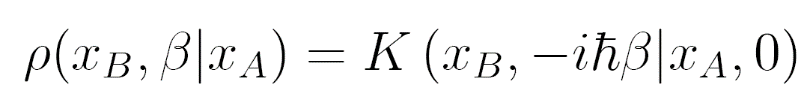 ρ(x_B, β|x_A) = K (x_B, −iħβ|x_A, 0)